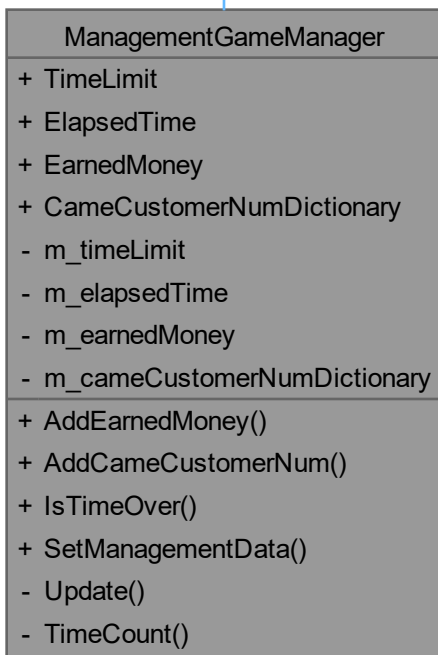 ManagementGameManager
+ TimeLimit
+ ElapsedTime
+ EarnedMoney
+ CameCustomerNumDictionary
- m_timeLimit
- m_elapsedTime
- m_earnedMoney
- m_cameCustomerNumDictionary
+ AddEarnedMoney()
+ AddCameCustomerNum()
+ IsTimeOver()
+ SetManagementData()
- Update()
- TimeCount()